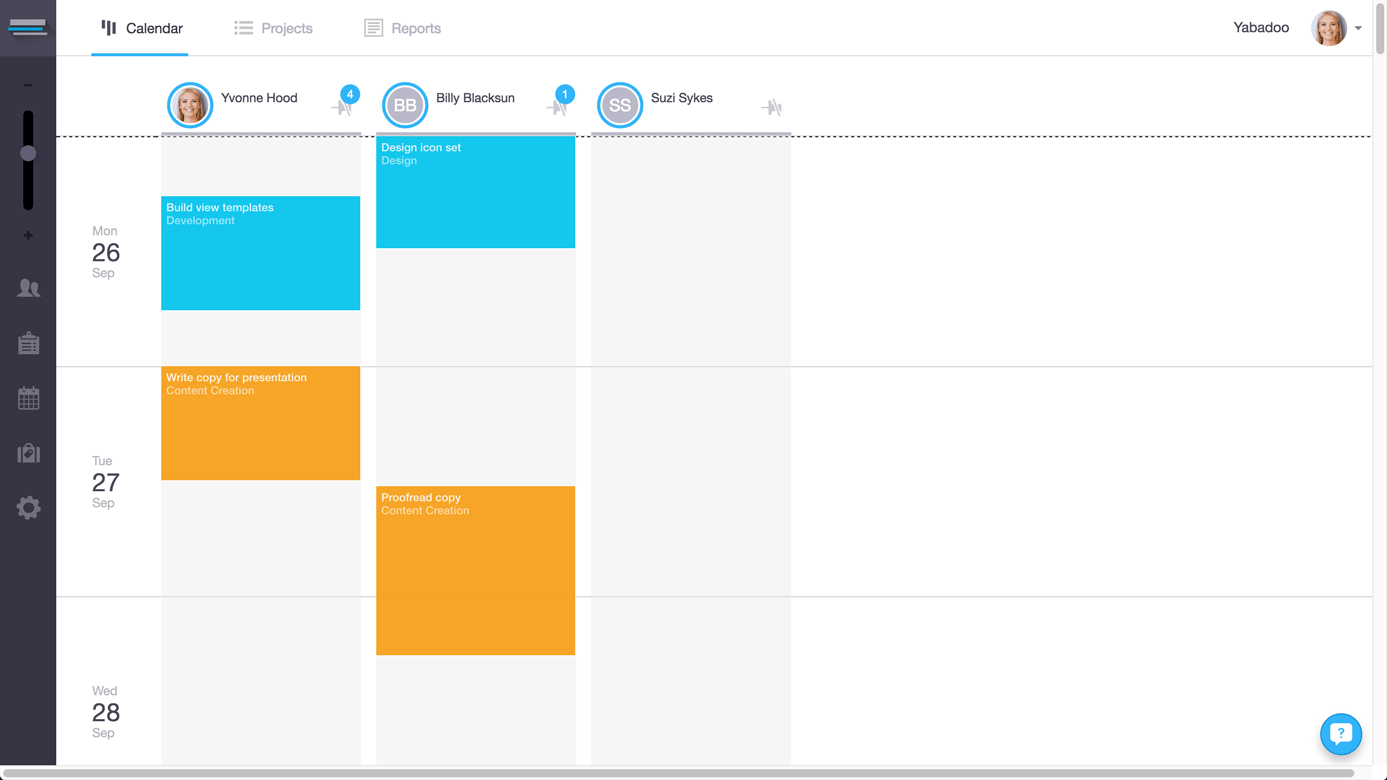 Calendar
Projects
Reports
Yabadoo
Yvonne Hood
4
BB
Billy Blacksun
1
SS
Suzi Sykes
Design icon set
Design
Build view templates
Development
Mon
26
Sep
Write copy for presentation
Content Creation
Tue
27
Sep
Proofread copy
Content Creation
Wed
28
Sep
?